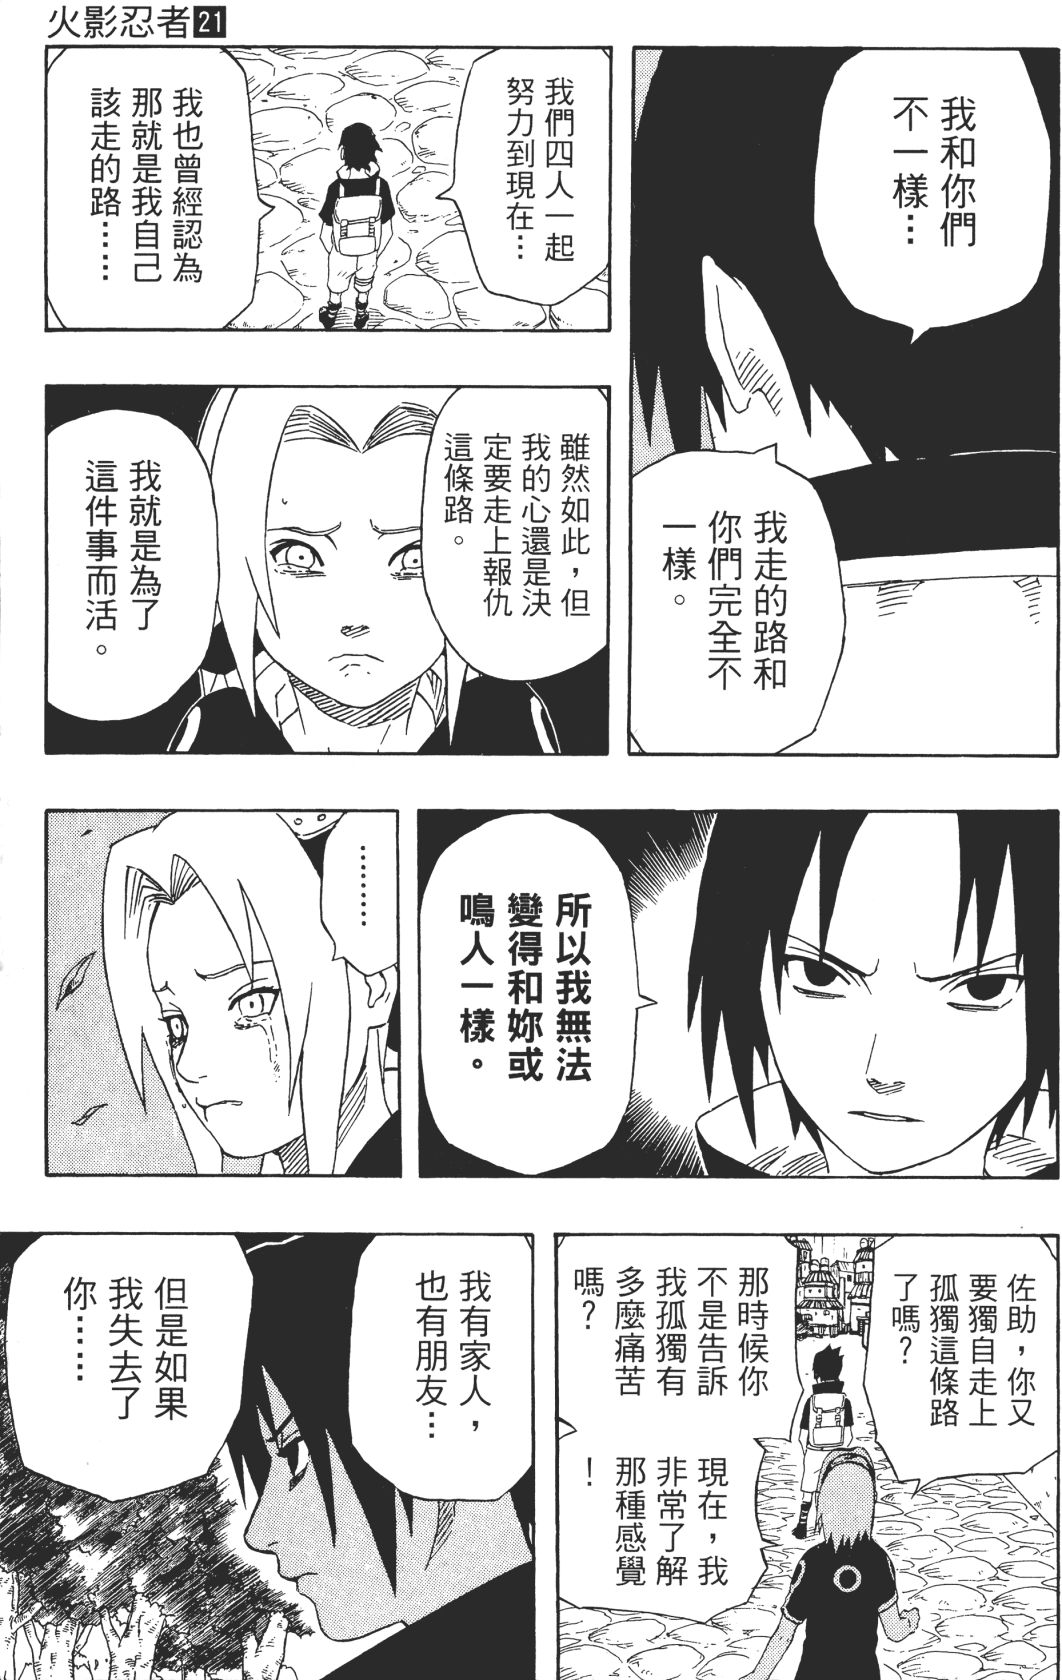 火影忍者21
我和你們
不一樣…
我走的路和
你們完全不
一樣。
我們四人一起
努力到現在…
我也曾經認為
那就是我自己
該走的路……
雖然如此，但
我的心還是決
定要走上報仇
這條路。
我就是為了
這件事而活。
所以我無法
變得和妳或
鳴人一樣。
………
佐助，你又
要獨自走上
孤獨這條路
了嗎？
那時候你
不是告訴
我孤獨有
多麼痛苦
嗎？
現在，我
非常了解
那種感覺
！
我有家人，
也有朋友…
但是如果
我失去了
你……